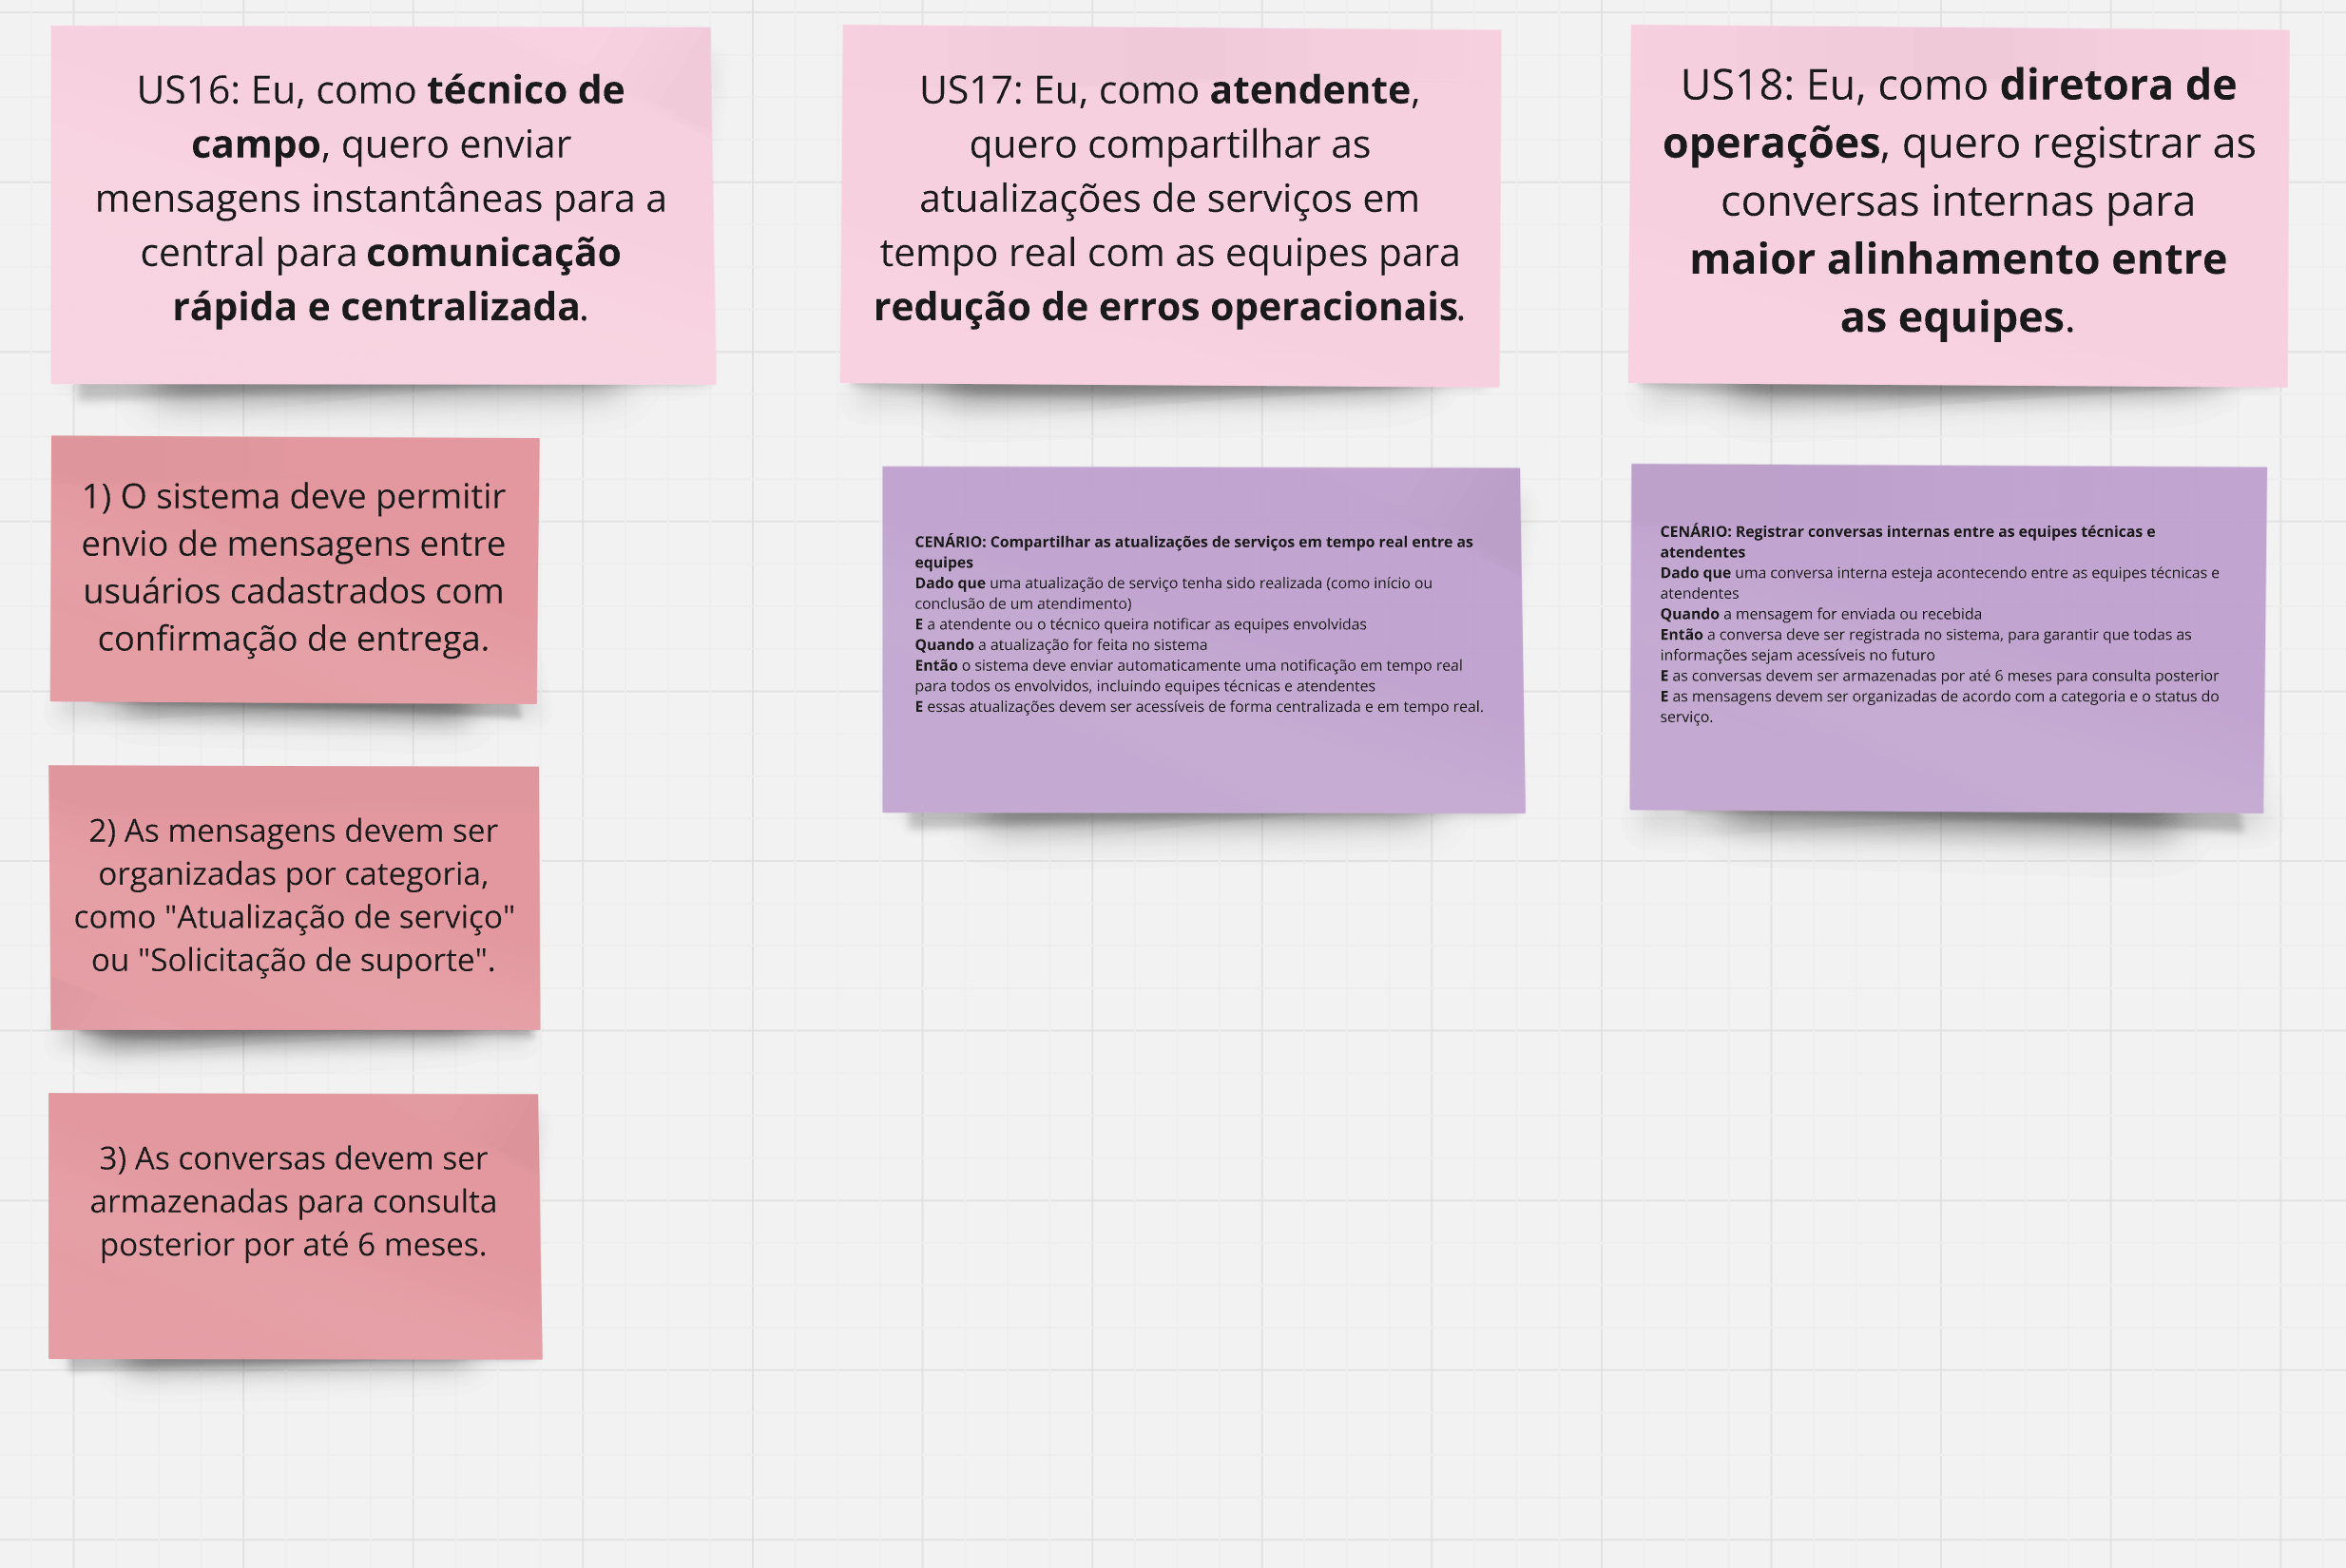 US16: Eu, como técnico de
campo, quero enviar
mensagens instantâneas para a
central para comunicação
rápida e centralizada.
1) O sistema deve permitir
envio de mensagens entre
usuários cadastrados com
confirmação de entrega.
2) As mensagens devem ser
organizadas por categoria,
como "Atualização de serviço"
ou "Solicitação de suporte".
3) As conversas devem ser
armazenadas para consulta
posterior por até 6 meses.
US17: Eu, como atendente,
quero compartilhar as
atualizações de serviços em
tempo real com as equipes para
redução de erros operacionais.
CENÁRIO: Compartilhar as atualizações de serviços em tempo real entre as
equipes
Dado que uma atualização de serviço tenha sido realizada (como início ou
conclusão de um atendimento)
E a atendente ou o técnico queira notificar as equipes envolvidas
Quando a atualização for feita no sistema
Então o sistema deve enviar automaticamente uma notificação em tempo real
para todos os envolvidos, incluindo equipes técnicas e atendentes
E essas atualizações devem ser acessíveis de forma centralizada e em tempo real.
US18: Eu, como diretora de
operações, quero registrar as
conversas internas para
maior alinhamento entre
as equipes.
CENÁRIO: Registrar conversas internas entre as equipes técnicas e
atendentes
Dado que uma conversa interna esteja acontecendo entre as equipes técnicas e
atendentes
Quando a mensagem for enviada ou recebida
Então a conversa deve ser registrada no sistema, para garantir que todas as
informações sejam acessíveis no futuro
E as conversas devem ser armazenadas por até 6 meses para consulta posterior
E as mensagens devem ser organizadas de acordo com a categoria e o status do
serviço.